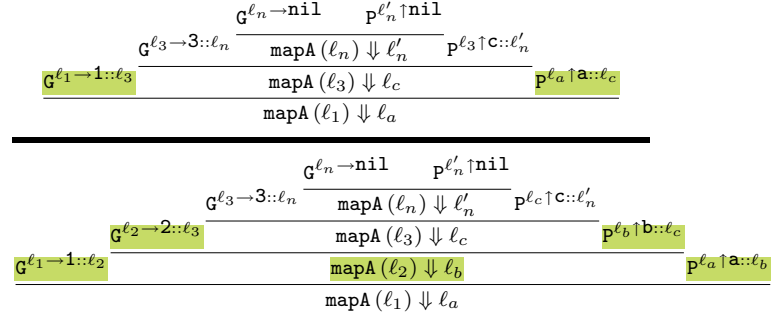 G^{ℓ_n→nil} P^{ℓ'_n↑nil}
G^{ℓ_3→3::ℓ_n} mapA (ℓ_n) ⇓ ℓ'_n P^{ℓ_3↑c::ℓ'_n}
G^{ℓ_1→1::ℓ_3} mapA (ℓ_3) ⇓ ℓ_c P^{ℓ_a↑a::ℓ_c}
mapA (ℓ_1) ⇓ ℓ_a
G^{ℓ_n→nil} P^{ℓ'_n↑nil}
G^{ℓ_3→3::ℓ_n} mapA (ℓ_n) ⇓ ℓ'_n P^{ℓ_c↑c::ℓ'_n}
G^{ℓ_2→2::ℓ_3} mapA (ℓ_3) ⇓ ℓ_c P^{ℓ_b↑b::ℓ_c}
G^{ℓ_1→1::ℓ_2} mapA (ℓ_2) ⇓ ℓ_b P^{ℓ_a↑a::ℓ_b}
mapA (ℓ_1) ⇓ ℓ_a